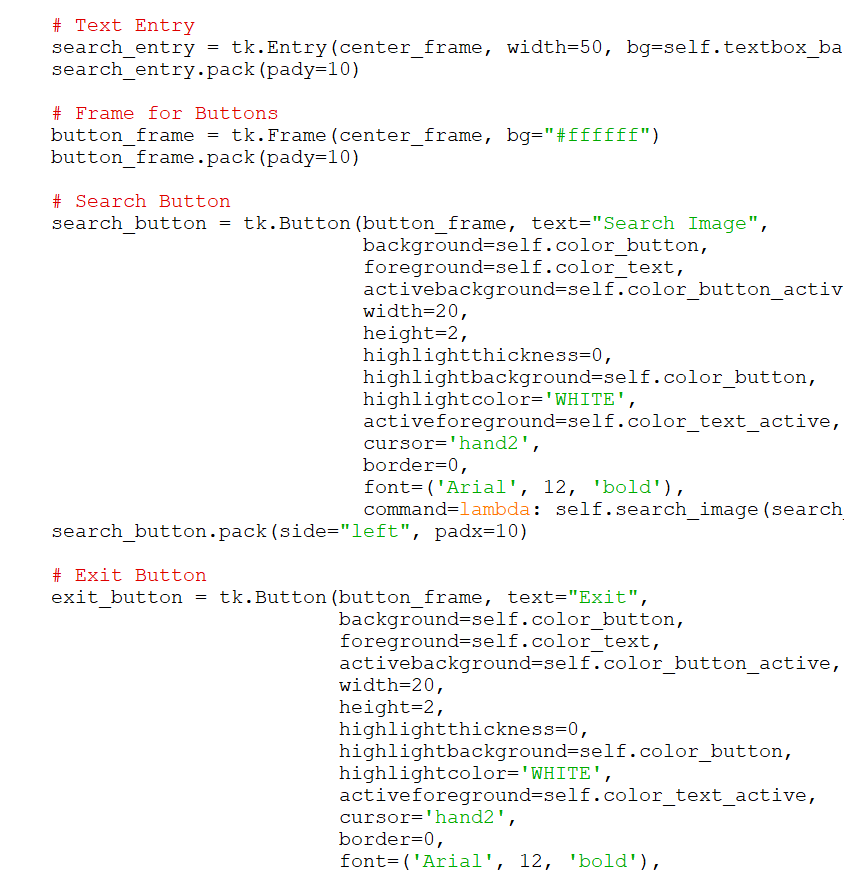 # Text Entry
search_entry = tk.Entry(center_frame, width=50, bg=self.textbox_ba
search_entry.pack(pady=10)
# Frame for Buttons
button_frame = tk.Frame(center_frame, bg="#ffffff")
button_frame.pack(pady=10)
# Search Button
search_button = tk.Button(button_frame, text="Search Image",
background=self.color_button,
foreground=self.color_text,
activebackground=self.color_button_activ
width=20,
height=2,
highlightthickness=0,
highlightbackground=self.color_button,
highlightcolor='WHITE',
activeforeground=self.color_text_active,
cursor='hand2',
border=0,
font=('Arial', 12, 'bold'),
command=lambda: self.search_image(search_
search_button.pack(side="left", padx=10)
# Exit Button
exit_button = tk.Button(button_frame, text="Exit",
background=self.color_button,
foreground=self.color_text,
activebackground=self.color_button_active,
width=20,
height=2,
highlightthickness=0,
highlightbackground=self.color_button,
highlightcolor='WHITE',
activeforeground=self.color_text_active,
cursor='hand2',
border=0,
font=('Arial', 12, 'bold'),